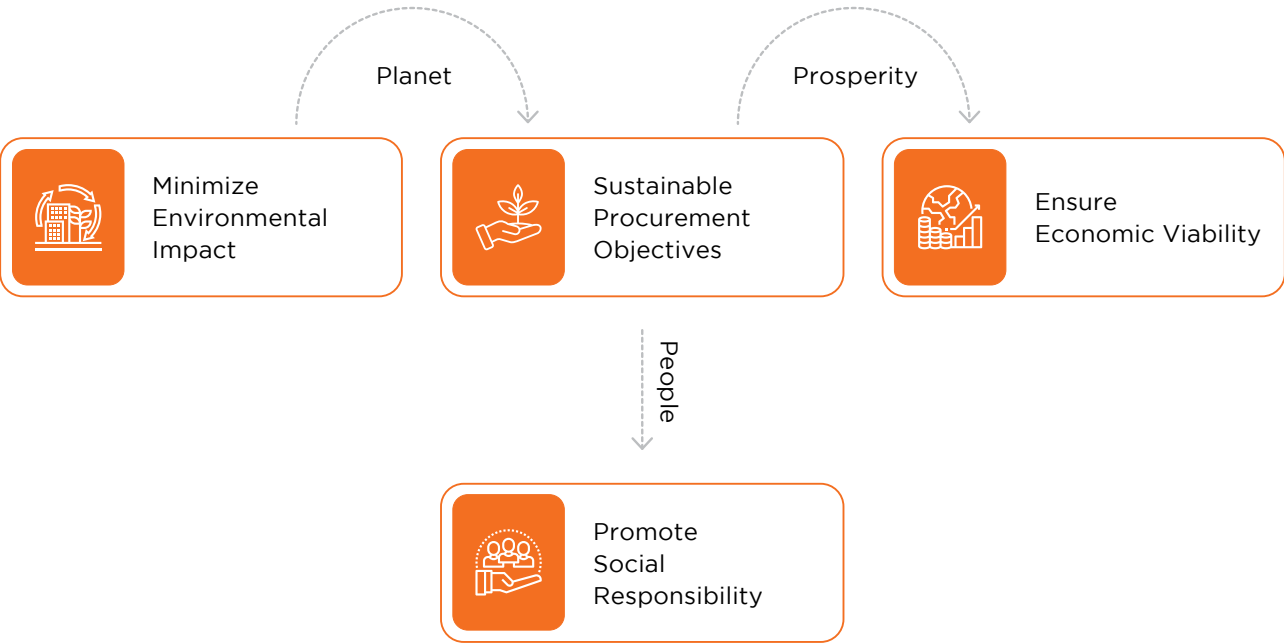 Planet
Prosperity
Minimize
Environmental
Impact
Sustainable
Procurement
Objectives
Ensure
Economic Viability
People
Promote
Social
Responsibility